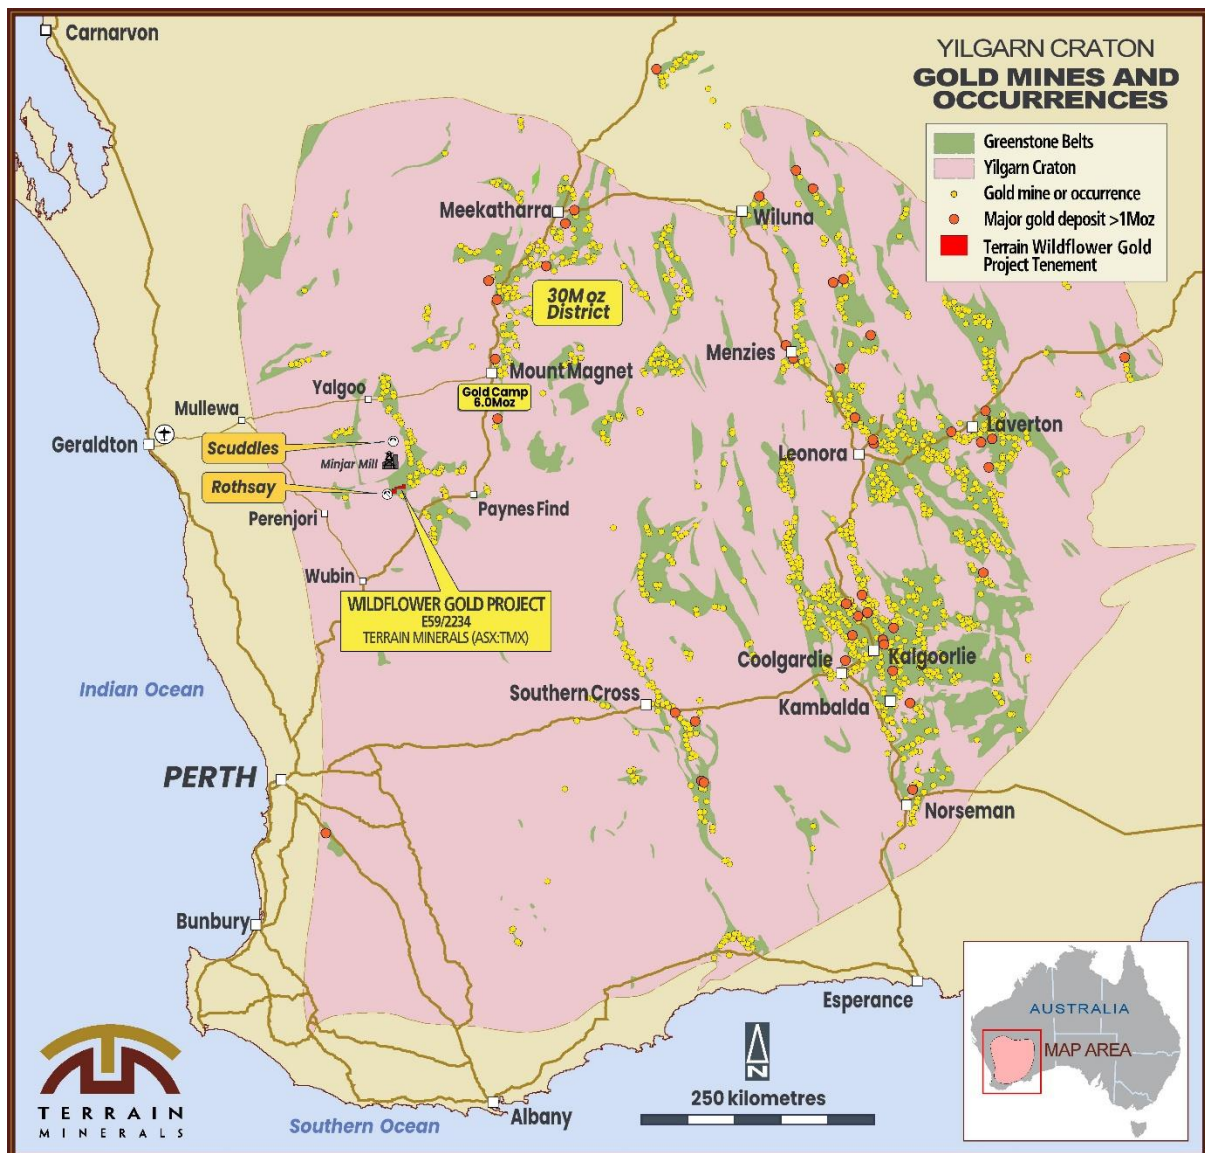 Carnarvon
YILGARN CRATON
GOLD MINES AND
OCCURRENCES
Greenstone Belts
Yilgarn Craton
Gold mine or occurrence
Major gold deposit >1Moz
Terrain Wildflower Gold
Project Tenement
Meekatharra
Wiluna
30M oz
District
Menzies
Mount Magnet
Yalgoo
Gold Camp
6.0Moz
Mullewa
Geraldton
Scuddles
Laverton
Leonora
Minjar Mill
Rothsay
Paynes Find
Perenjori
Wubin
WILDFLOWER GOLD PROJECT
E59/2234
TERRAIN MINERALS (ASX:TMX)
Coolgardie
Kalgoorlie
Indian Ocean
Southern Cross
Kambalda
PERTH
Norseman
Bunbury
Esperance
AUSTRALIA
MAP AREA
N
250 kilometres
TERRAIN
MINERALS
Albany
Southern Ocean